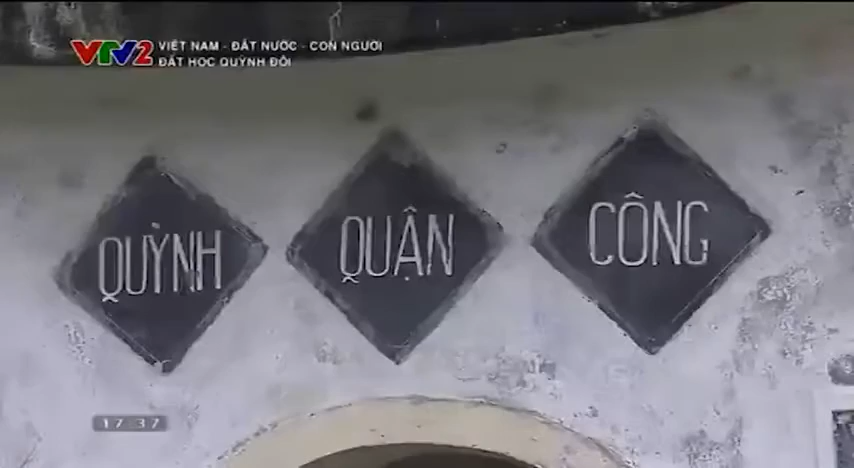 VTV2 VIỆT NAM - ĐẤT NƯỚC - CON NGƯỜI
ĐẤT HỌC QUỲNH ĐÔI
QUỲNH QUẬN CÔNG
17 37